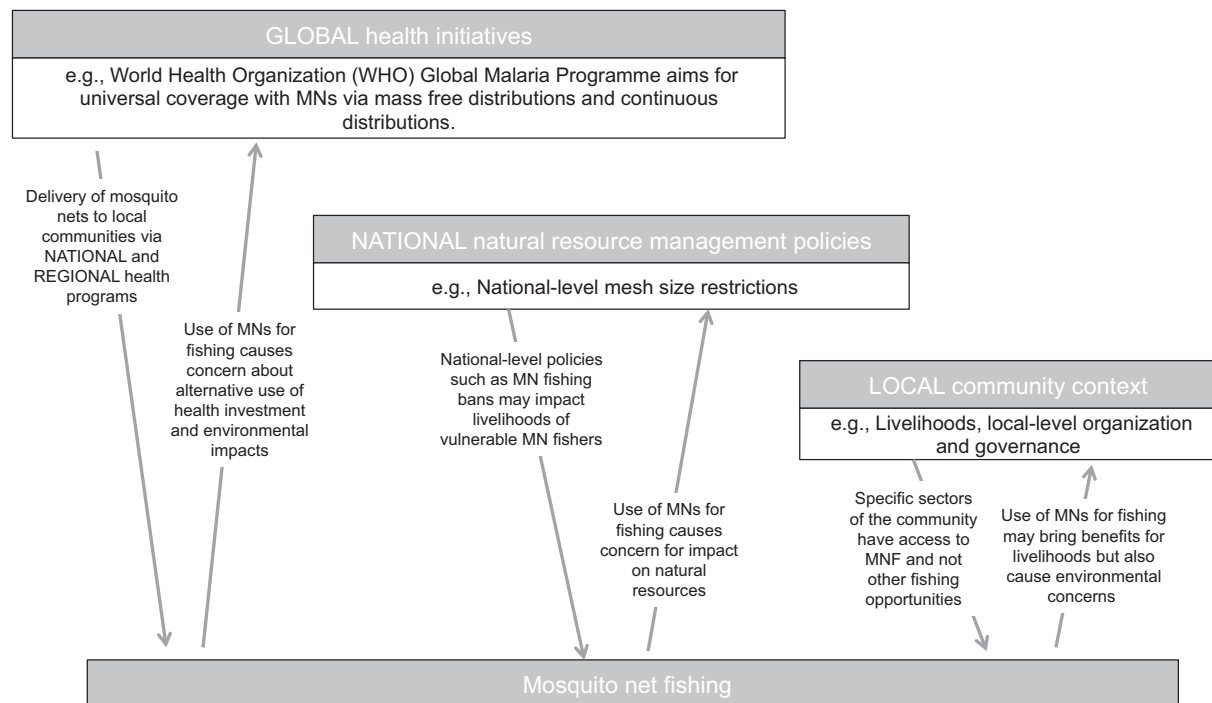 GLOBAL health initiatives
e.g., World Health Organization (WHO) Global Malaria Programme aims for
universal coverage with MNs via mass free distributions and continuous
distributions.
Delivery of mosquito
nets to local
communities via
NATIONAL and
REGIONAL health
programs
Use of MNs for
fishing causes
concern about
alternative use of
health investment
and environmental
impacts
NATIONAL natural resource management policies
e.g., National-level mesh size restrictions
National-level policies
such as MN fishing
bans may impact
livelihoods of
vulnerable MN fishers
Use of MNs for
fishing causes
concern for impact
on natural
resources
LOCAL community context
e.g., Livelihoods, local-level organization
and governance
Specific sectors
of the community
have access to
MNF and not
other fishing
opportunities
Use of MNs for fishing
may bring benefits for
livelihoods but also
cause environmental
concerns
Mosquito net fishing